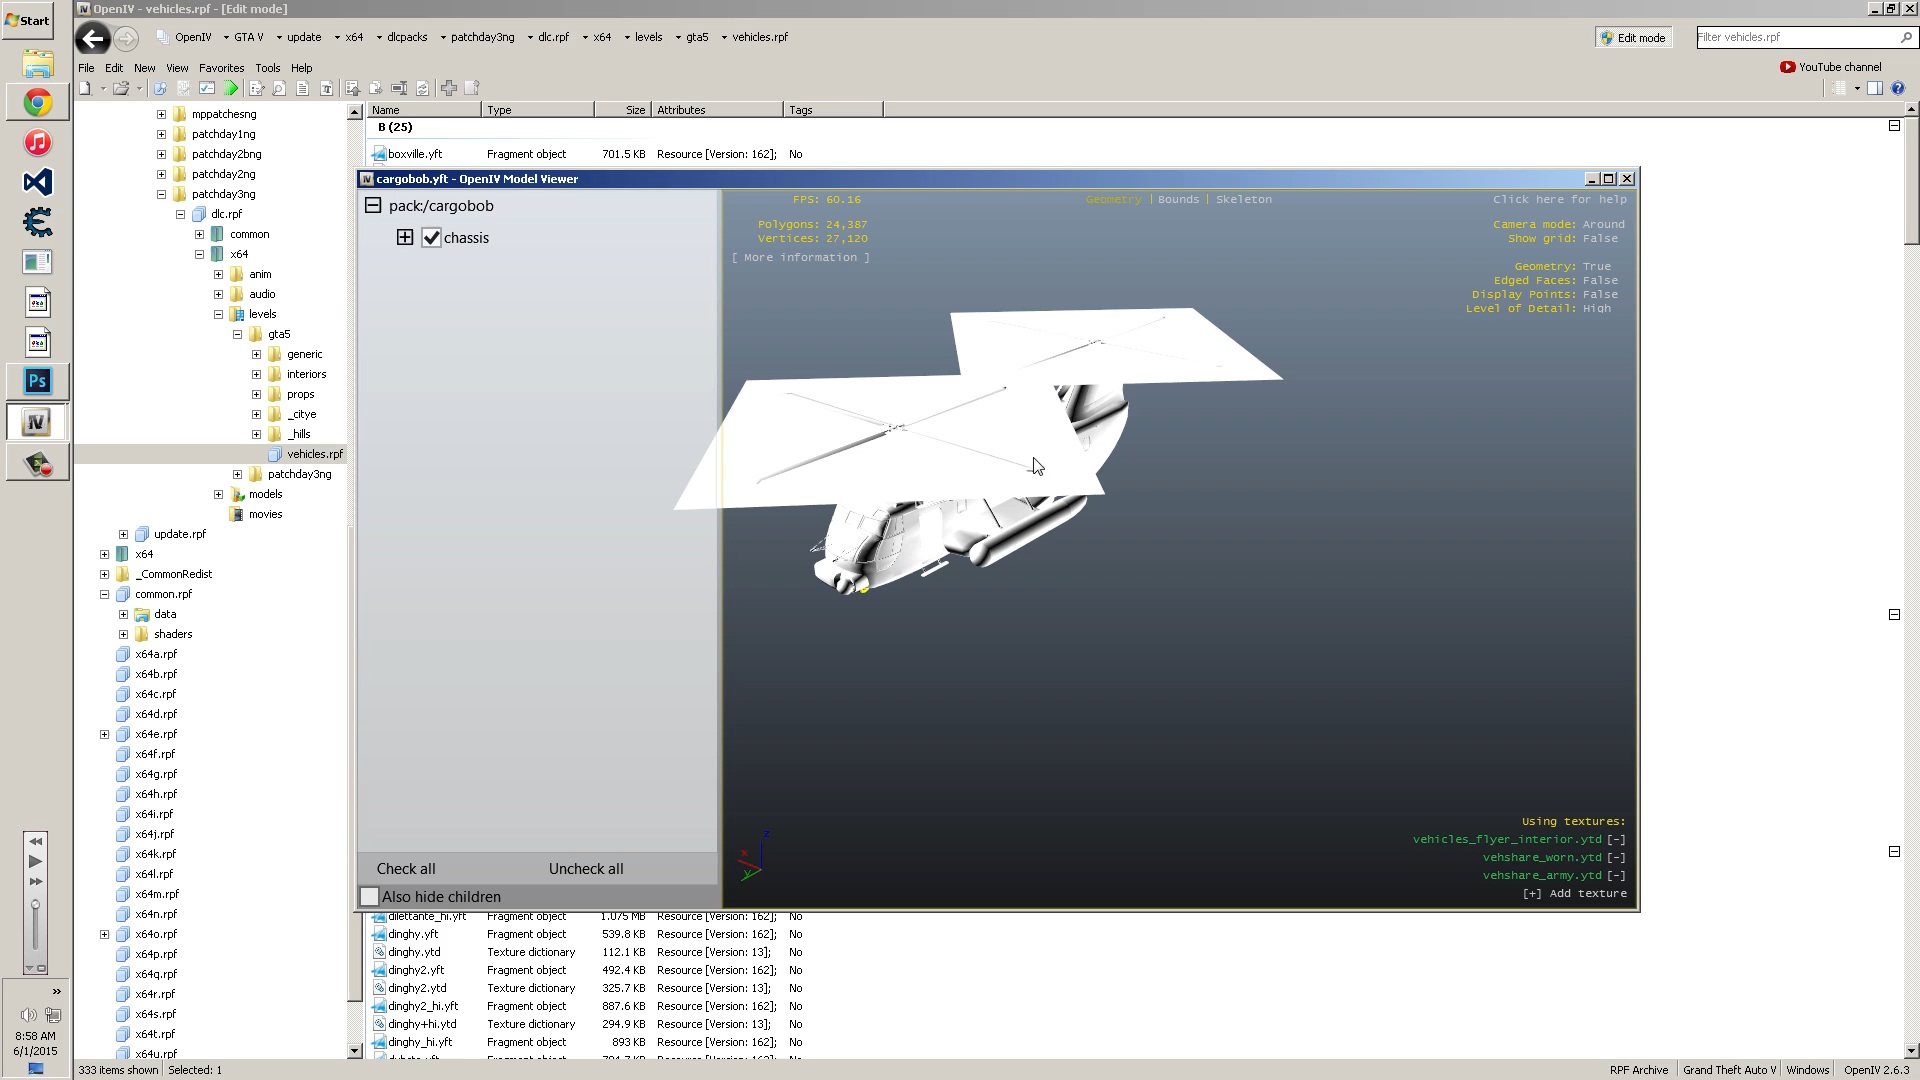 Start
OpenIV - vehicles.rpf - [Edit mode]
OpenIV GTA V update x64 dlcpacks patchday3ng dlc.rpf x64 levels gta5 vehicles.rpf
Edit mode
Filter vehicles.rpf
File Edit New View Favorites Tools Help
YouTube channel
mppatchesng
patchday1ng
patchday2bng
patchday2ng
patchday3ng
dlc.rpf
common
x64
anim
audio
levels
gta5
generic
interiors
props
_citye
_hills
vehicles.rpf
patchday3ng
models
movies
update.rpf
x64
_CommonRedist
common.rpf
data
shaders
x64a.rpf
x64b.rpf
x64c.rpf
x64d.rpf
x64e.rpf
x64f.rpf
x64g.rpf
x64h.rpf
x64i.rpf
x64j.rpf
x64k.rpf
x64l.rpf
x64m.rpf
x64n.rpf
x64o.rpf
x64p.rpf
x64q.rpf
x64r.rpf
x64s.rpf
x64t.rpf
x64u.rpf
Name Type Size Attributes Tags
B (25)
boxville.yft Fragment object 701.5 KB Resource [Version: 162]; No
cargobob.yft - OpenIV Model Viewer
pack:/cargobob
chassis
Check all Uncheck all
Also hide children
FPS: 60.16
Polygons: 24,387
Vertices: 27,120
[ More information ]
Geometry | Bounds | Skeleton
Click here for help
Camera mode: Around
Show grid: False
Geometry: True
Edged Faces: False
Display Points: False
Level of Detail: High
z
x
y
Using textures:
vehicles_flyer_interior.ytd [-]
vehshare_worn.ytd [-]
vehshare_army.ytd [-]
[+] Add texture
dilettante_hi.yft Fragment object 1.075 MB Resource [Version: 162]; No
dinghy.yft Fragment object 539.8 KB Resource [Version: 162]; No
dinghy.ytd Texture dictionary 112.1 KB Resource [Version: 13]; No
dinghy2.yft Fragment object 492.4 KB Resource [Version: 162]; No
dinghy2.ytd Texture dictionary 325.7 KB Resource [Version: 13]; No
dinghy2_hi.yft Fragment object 887.6 KB Resource [Version: 162]; No
dinghy+hi.ytd Texture dictionary 294.9 KB Resource [Version: 13]; No
dinghy_hi.yft Fragment object 893 KB Resource [Version: 162]; No
Ps
IV
8:58 AM
6/1/2015
333 items shown Selected: 1
RPF Archive Grand Theft Auto V Windows OpenIV 2.6.3